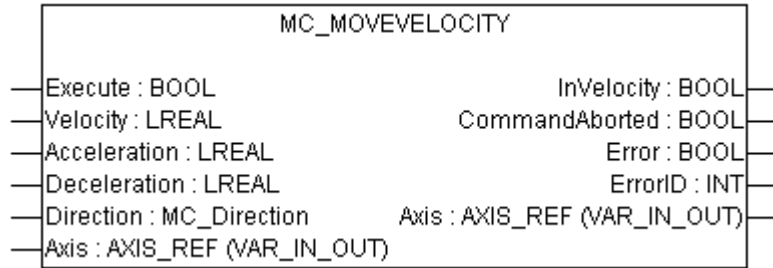 MC_MOVEVELOCITY
Execute : BOOL InVelocity : BOOL
Velocity : LREAL CommandAborted : BOOL
Acceleration : LREAL Error : BOOL
Deceleration : LREAL ErrorID : INT
Direction : MC_Direction Axis : AXIS_REF (VAR_IN_OUT)
Axis : AXIS_REF (VAR_IN_OUT)